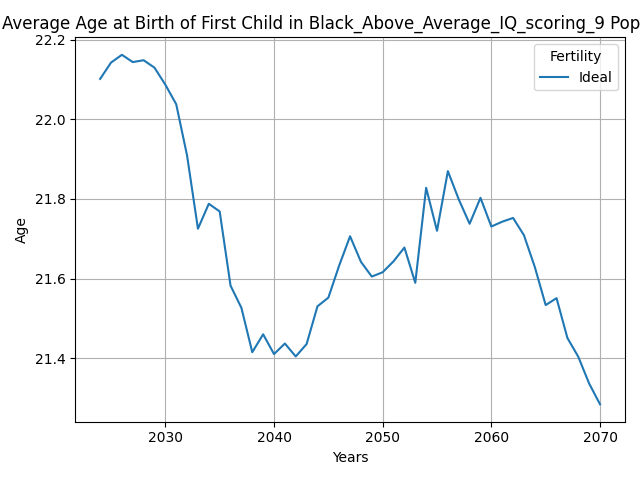 Average Age at Birth of First Child in Black_Above_Average_IQ_scoring_9 Pop
Fertility
Ideal
22.2
22.0
21.8
21.6
21.4
Age
2030 2040 2050 2060 2070
Years